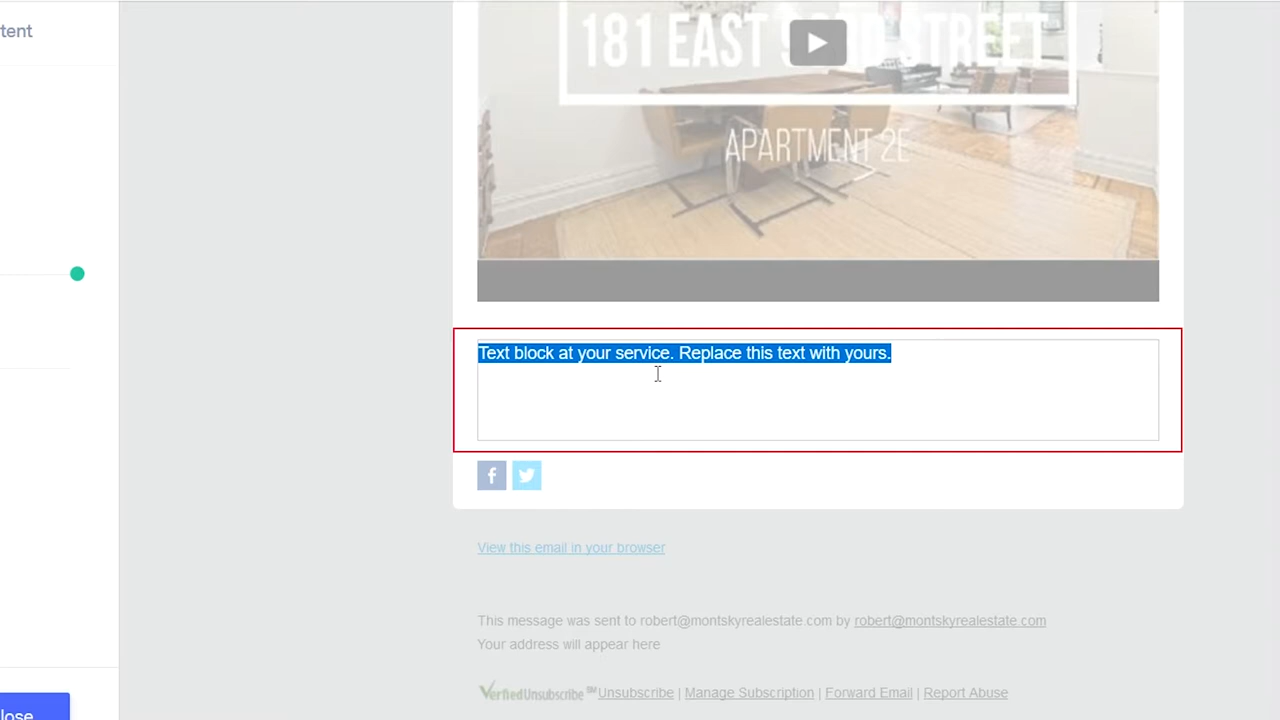 tent
181 EAST STREET
APARTMENT 2E
Text block at your service. Replace this text with yours.
f
View this email in your browser
This message was sent to robert@montskyrealestate.com by robert@montskyrealestate.com
Your address will appear here
VerifiedUnsubscribe SM Unsubscribe | Manage Subscription | Forward Email | Report Abuse
lose